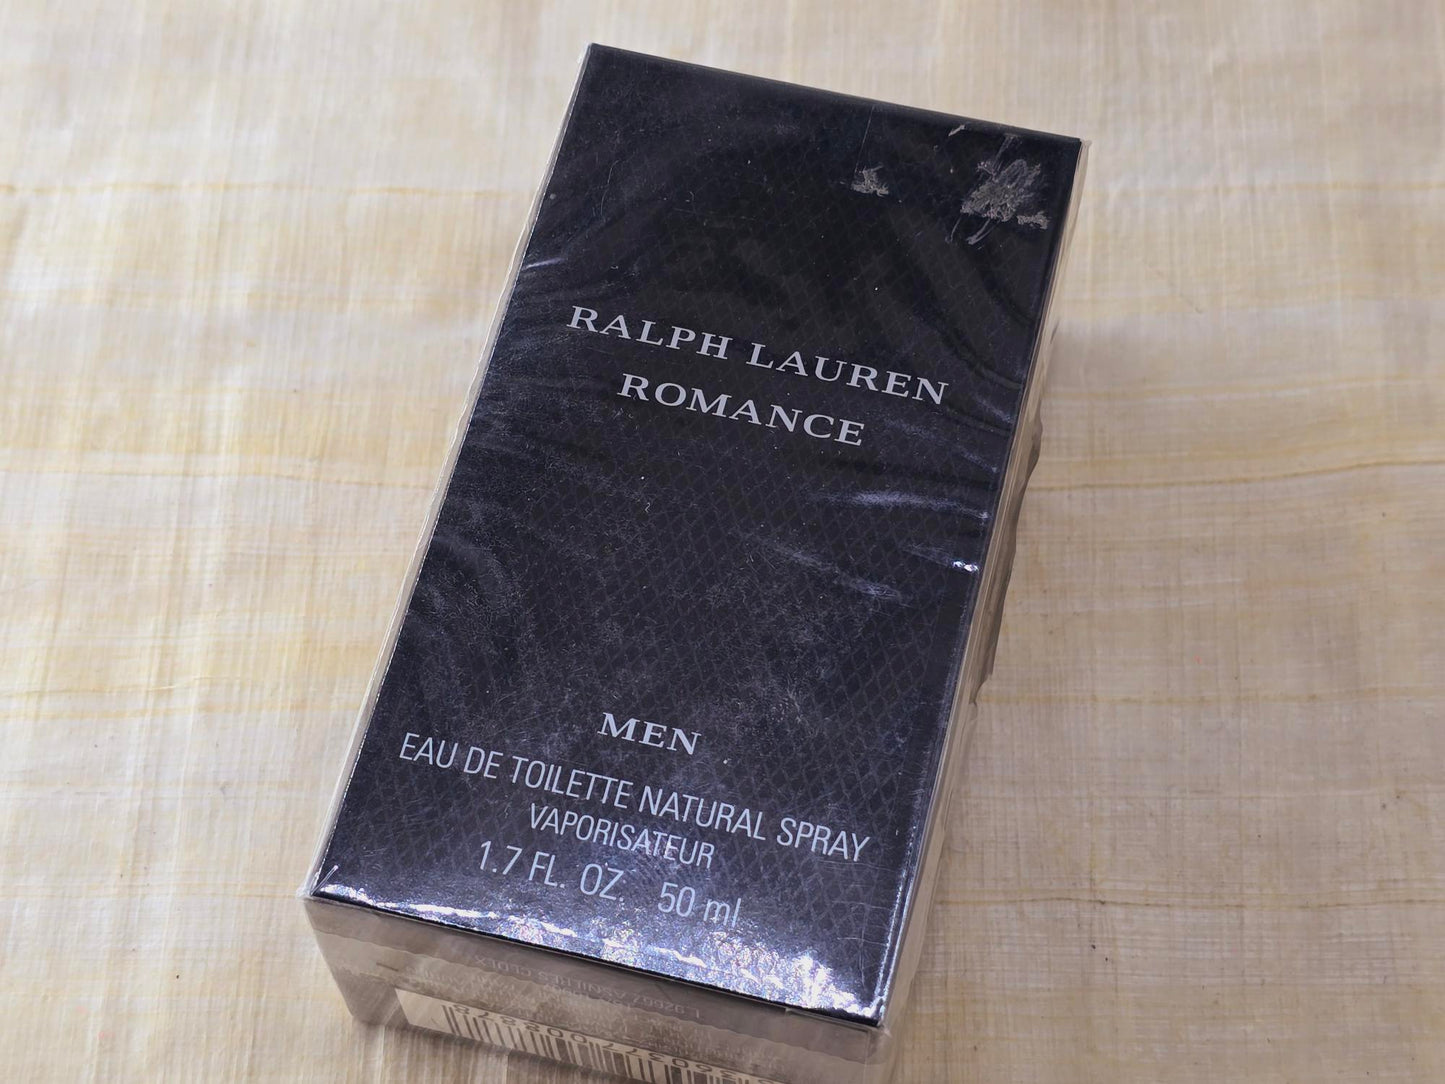 RALPH LAUREN
ROMANCE
MEN
EAU DE TOILETTE NATURAL SPRAY
VAPORISATEUR
1.7 FL. OZ. 50 ml